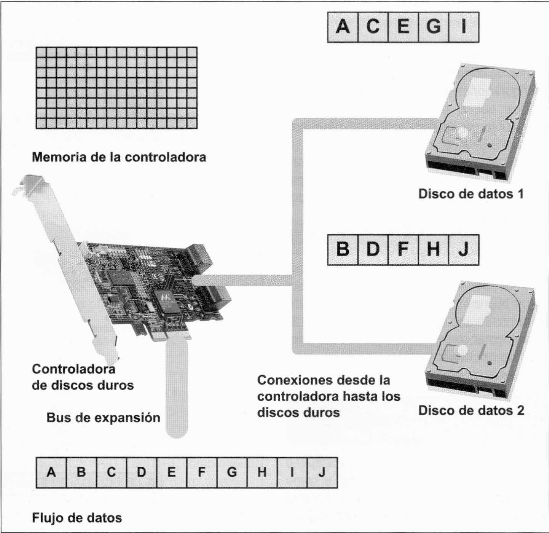 A C E G I
Memoria de la controladora
Disco de datos 1
B D F H J
Controladora
de discos duros
Bus de expansión
Conexiones desde la
controladora hasta los
discos duros
Disco de datos 2
A B C D E F G H I J
Flujo de datos